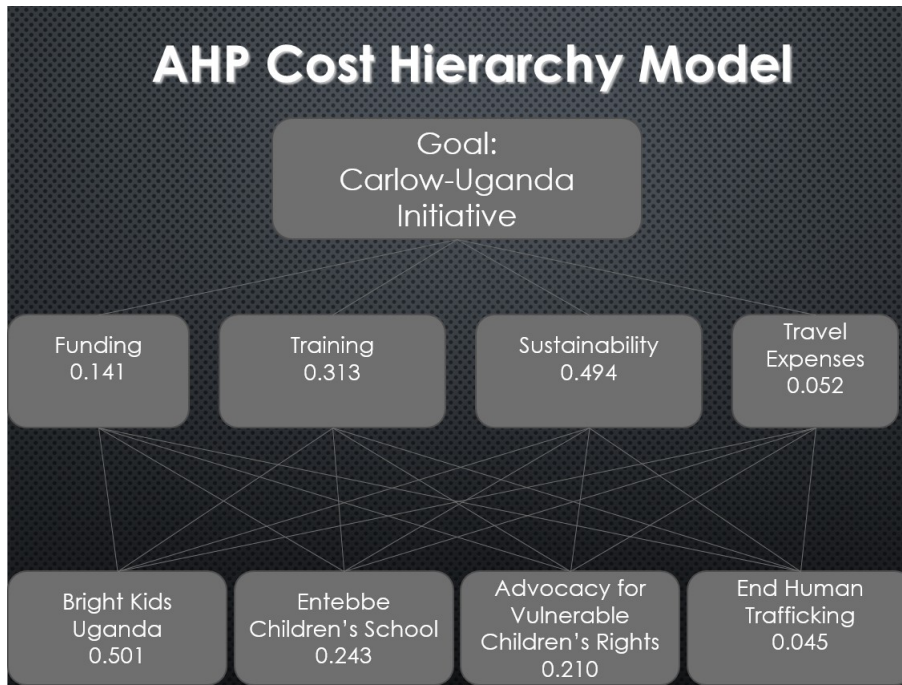 AHP Cost Hierarchy Model
Goal:
Carlow-Uganda
Initiative
Funding
0.141
Training
0.313
Sustainability
0.494
Travel
Expenses
0.052
Bright Kids
Uganda
0.501
Entebbe
Children’s School
0.243
Advocacy for
Vulnerable
Children’s Rights
0.210
End Human
Trafficking
0.045